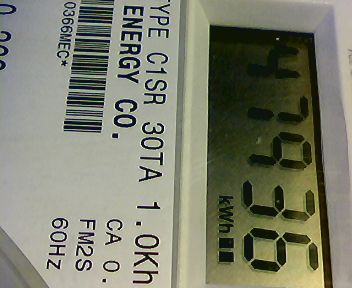 47936
kWh
TYPE C1SR 30TA 1.0Kh
ENERGY CO.
CA 0.
FM2S
60HZ
0366MEC*